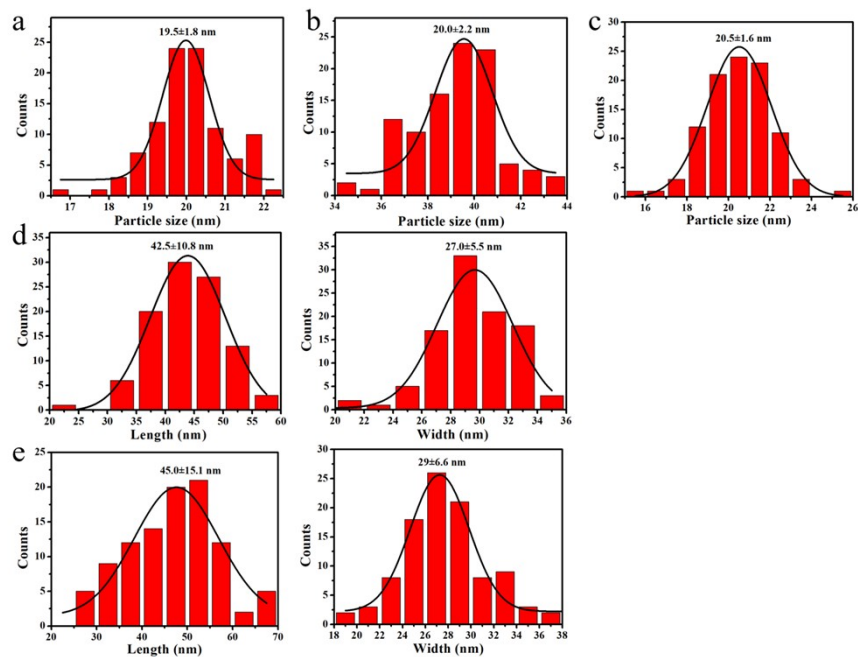 a
19.5±1.8 nm
Counts
25
20
15
10
5
0
17 18 19 20 21 22
Particle size (nm)
b
20.0±2.2 nm
Counts
25
20
15
10
5
0
34 36 38 40 42 44
Particle size (nm)
c
20.5±1.6 nm
Counts
30
25
20
15
10
5
0
16 18 20 22 24 26
Particle size (nm)
d
42.5±10.8 nm
Counts
35
30
25
20
15
10
5
0
20 25 30 35 40 45 50 55 60
Length (nm)
27.0±5.5 nm
Counts
35
30
25
20
15
10
5
0
20 22 24 26 28 30 32 34 36
Width (nm)
e
45.0±15.1 nm
Counts
25
20
15
10
5
0
20 30 40 50 60 70
Length (nm)
29±6.6 nm
Counts
30
25
20
15
10
5
0
18 20 22 24 26 28 30 32 34 36 38
Width (nm)